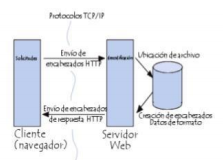 Protocolos TCP/IP
Envío de
encabezados HTTP
Ubicación de archivo
Envío de encabezados
de respuesta HTTP
Creación de encabezados
Datos de formato
Cliente
(navegador)
Servidor
Web